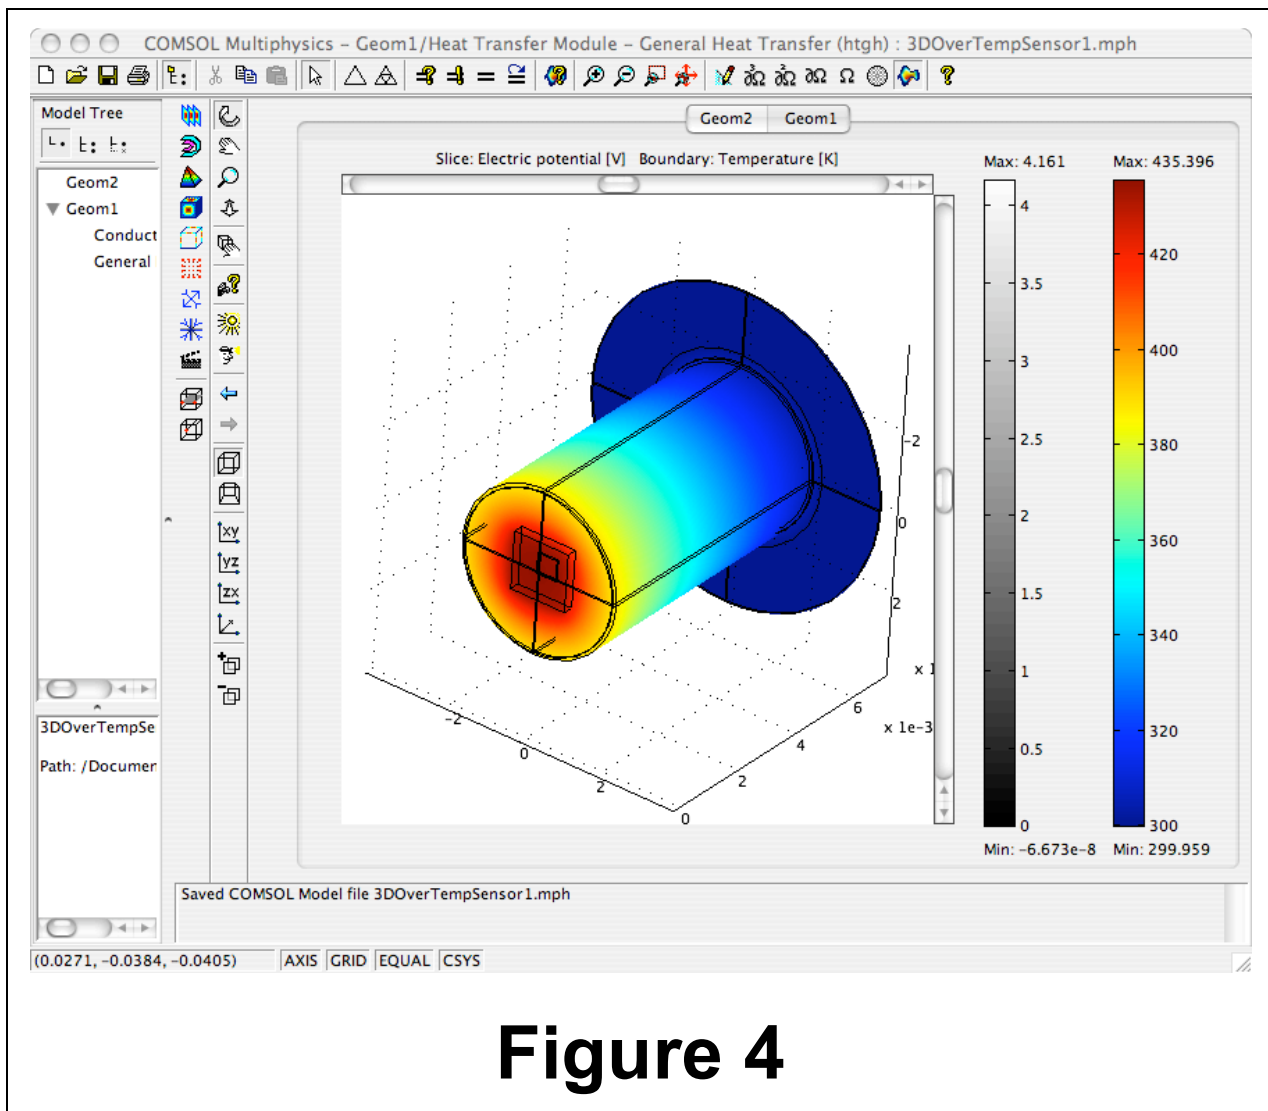 COMSOL Multiphysics – Geom1/Heat Transfer Module – General Heat Transfer (htgh) : 3DOverTempSensor1.mph
Model Tree
Geom2
Geom1
Conduct
General
3DOverTempSe
Path: /Documen
xy
yz
zx
Geom2 Geom1
Slice: Electric potential [V] Boundary: Temperature [K]
-2
0
2
x 1
-2
0
2
0
2
4
6
x 1e-3
Max: 4.161
4
3.5
3
2.5
2
1.5
1
0.5
0
Min: -6.673e-8
Max: 435.396
420
400
380
360
340
320
300
Min: 299.959
Saved COMSOL Model file 3DOverTempSensor1.mph
(0.0271, -0.0384, -0.0405) AXIS GRID EQUAL CSYS
Figure 4